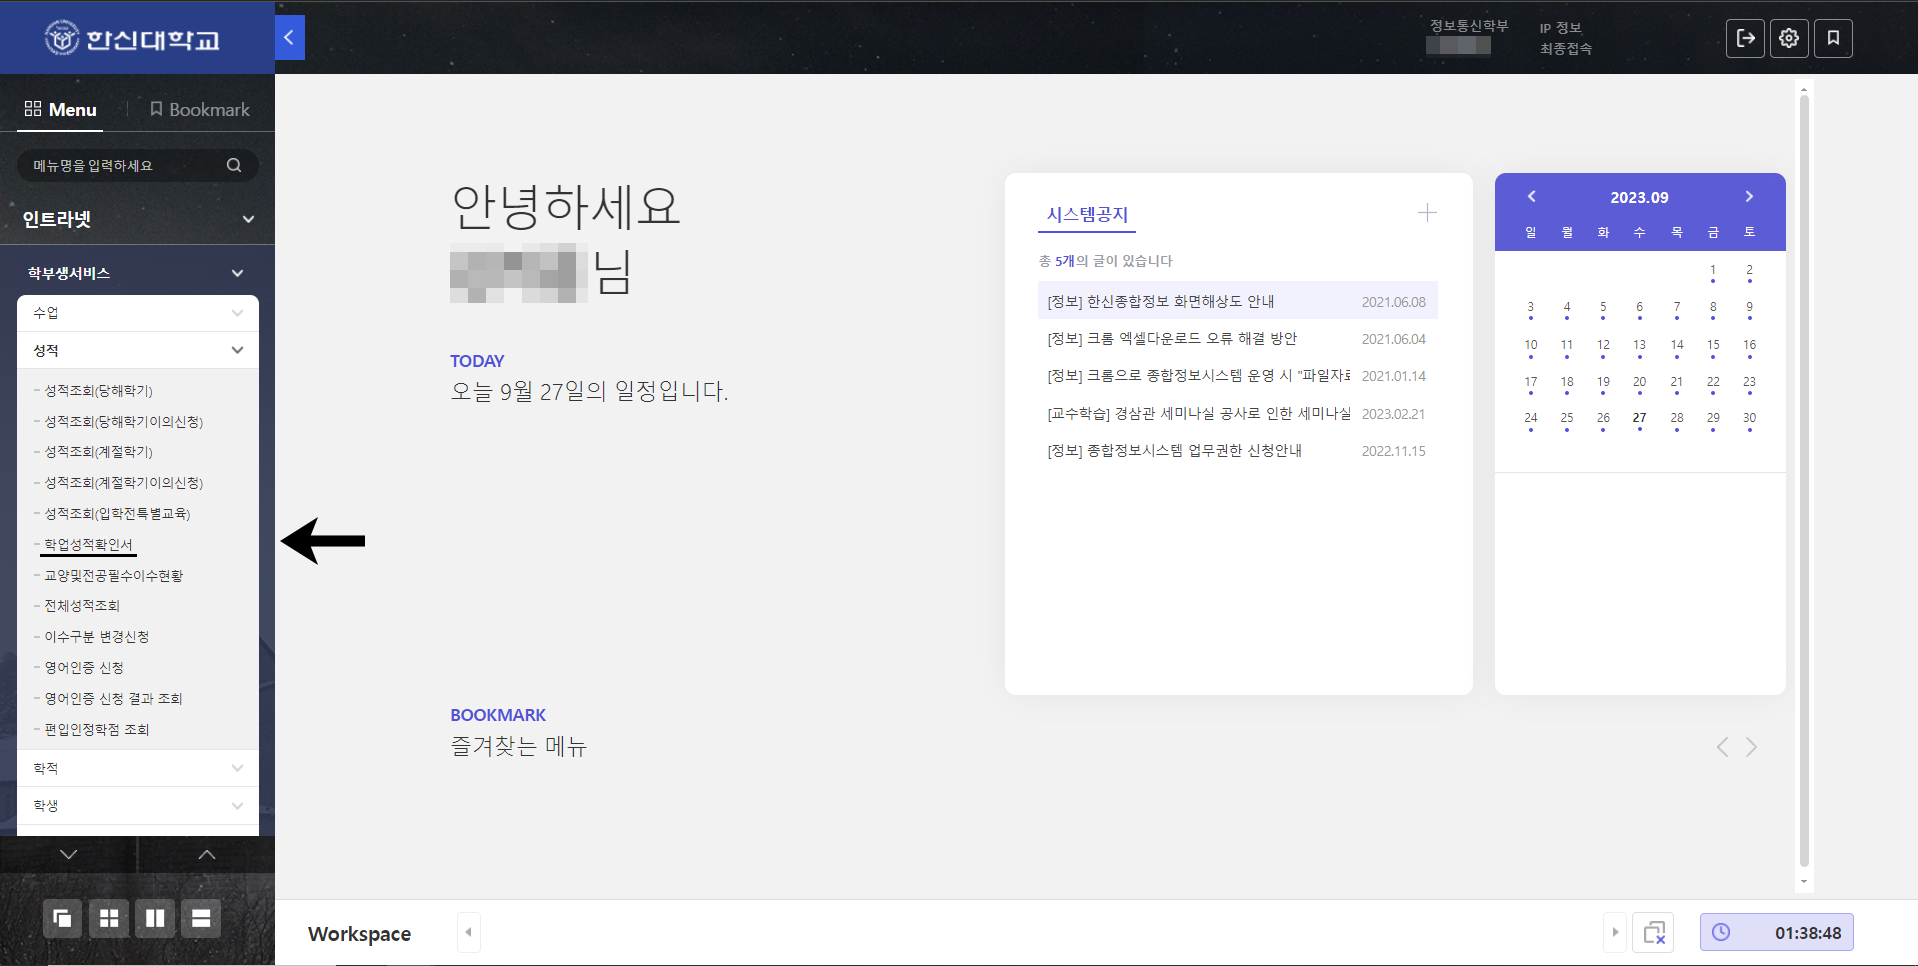 한신대학교
정보통신학부
IP 정보
최종접속
Menu
Bookmark
메뉴명을 입력하세요
인트라넷
학부생서비스
수업
성적
성적조회(당해학기)
성적조회(당해학기이의신청)
성적조회(계절학기)
성적조회(계절학기이의신청)
성적조회(입학전특별교육)
학업성적확인서
교양및전공필수이수현황
전체성적조회
이수구분 변경신청
영어인증 신청
영어인증 신청 결과 조회
편입인정학점 조회
학적
학생
안녕하세요
님
TODAY
오늘 9월 27일의 일정입니다.
BOOKMARK
즐겨찾는 메뉴
시스템공지
총 5개의 글이 있습니다
[정보] 한신종합정보 화면해상도 안내 2021.06.08
[정보] 크롬 엑셀다운로드 오류 해결 방안 2021.06.04
[정보] 크롬으로 종합정보시스템 운영 시 "파일자료 2021.01.14
[교수학습] 경삼관 세미나실 공사로 인한 세미나실 2023.02.21
[정보] 종합정보시스템 업무권한 신청안내 2022.11.15
2023.09
일 월 화 수 목 금 토
1 2
3 4 5 6 7 8 9
10 11 12 13 14 15 16
17 18 19 20 21 22 23
24 25 26 27 28 29 30
Workspace
01:38:48